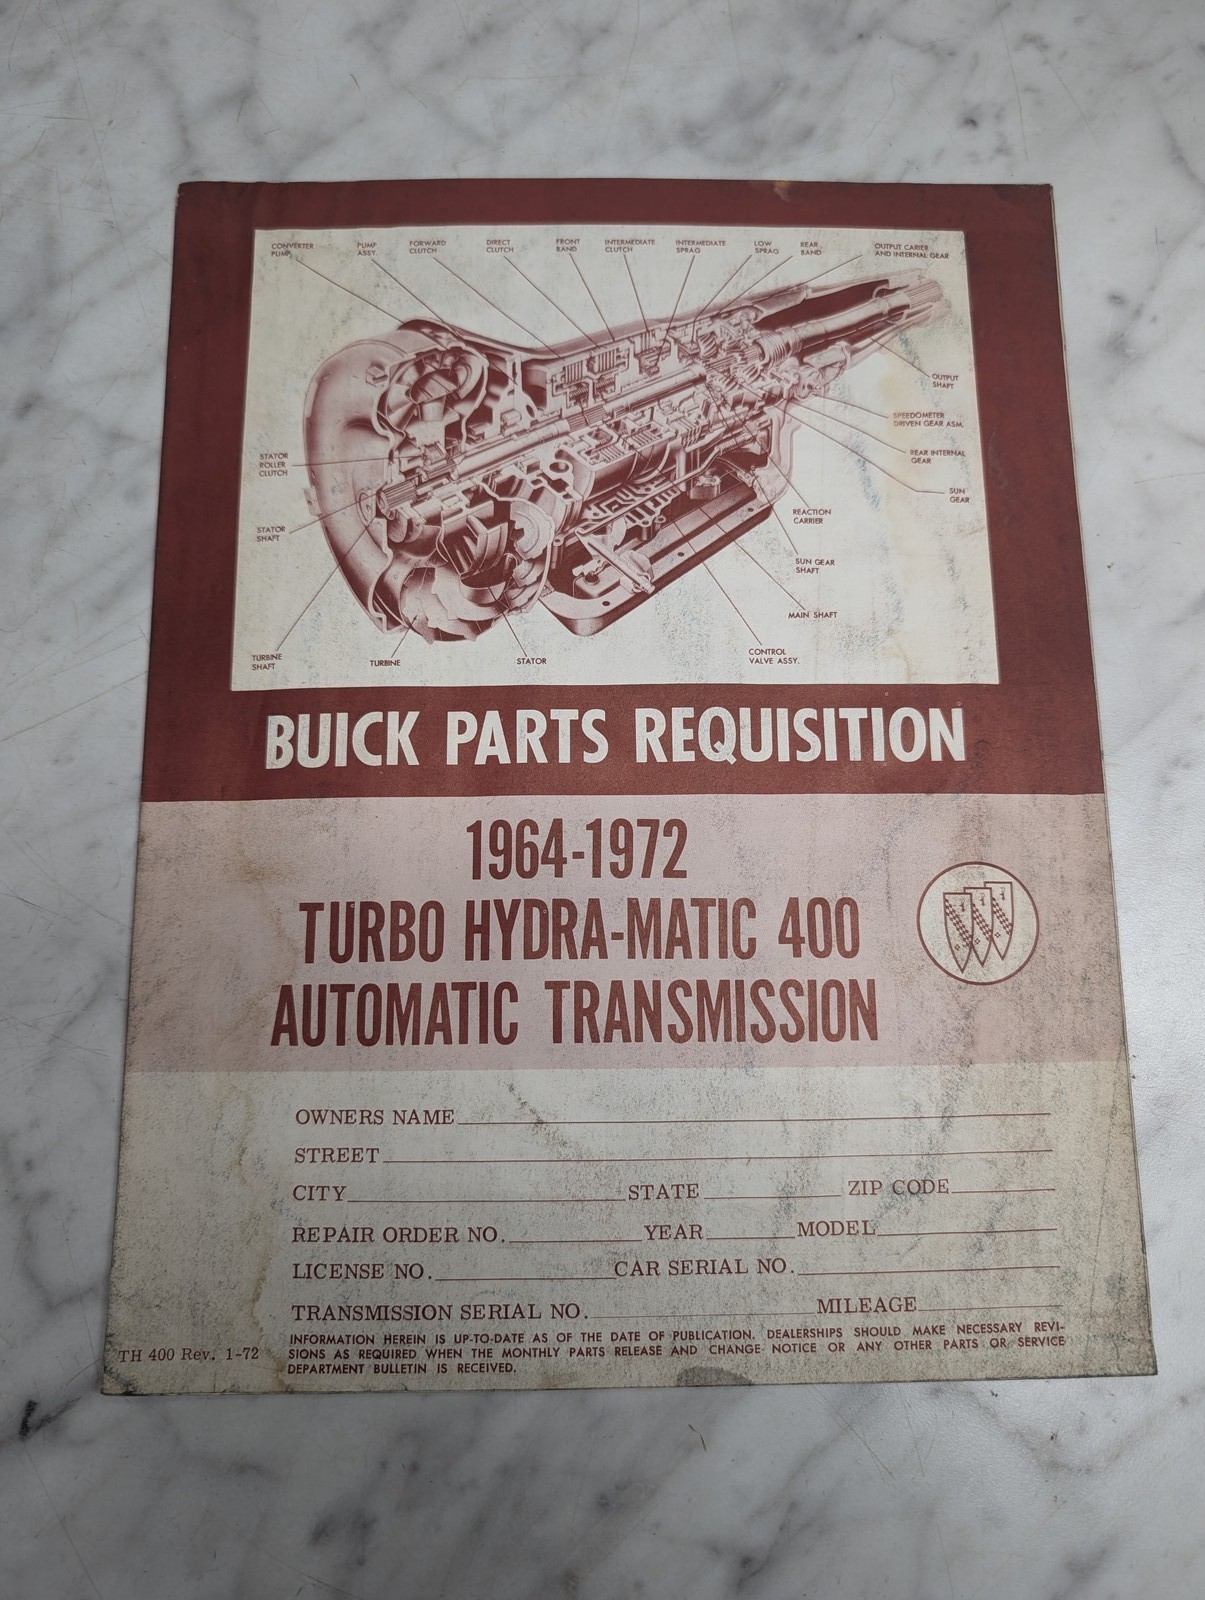 CONVERTER
PUMP
PUMP
ASSY.
FORWARD
CLUTCH
DIRECT
CLUTCH
FRONT
BAND
INTERMEDIATE
CLUTCH
INTERMEDIATE
SPRAG
LOW
SPRAG
REAR
BAND
OUTPUT CARIER
AND INTERNAL GEAR
OUTPUT
SHAFT
SPEEDOMETER
DRIVEN GEAR ASM.
REAR INTERNAL
GEAR
SUN
GEAR
STATOR
ROLLER
CLUTCH
STATOR
SHAFT
REACTION
CARRIER
SUN GEAR
SHAFT
MAIN SHAFT
TURBINE
SHAFT
TURBINE
STATOR
CONTROL
VALVE ASSY.
BUICK PARTS REQUISITION
1964-1972
TURBO HYDRA-MATIC 400
AUTOMATIC TRANSMISSION
OWNERS NAME
STREET
CITY STATE ZIP CODE
REPAIR ORDER NO. YEAR MODEL
LICENSE NO. CAR SERIAL NO.
TRANSMISSION SERIAL NO. MILEAGE
INFORMATION HEREIN IS UP-TO-DATE AS OF THE DATE OF PUBLICATION. DEALERSHIPS SHOULD MAKE NECESSARY REVI-
SIONS AS REQUIRED WHEN THE MONTHLY PARTS RELEASE AND CHANGE NOTICE OR ANY OTHER PARTS OR SERVICE
DEPARTMENT BULLETIN IS RECEIVED.
TH 400 Rev. 1-72